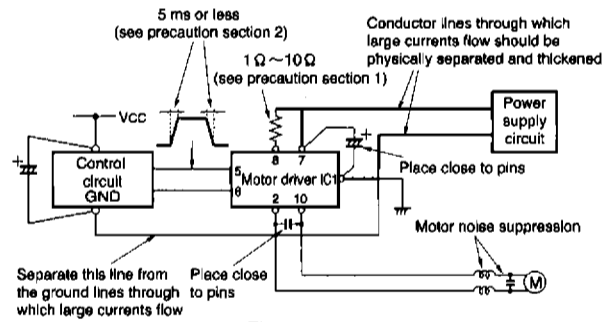 5 ms or less
(see precaution section 2)
1Ω~10Ω
(see precaution section 1)
Conductor lines through which
large currents flow should be
physically separated and thickened
VCC
Power
supply
circuit
+
+
8 7
Control
circuit
GND
5
6
Motor driver IC1
2 10
Place close to pins
Motor noise suppression
M
Separate this line from
the ground lines through
which large currents flow
Place close
to pins